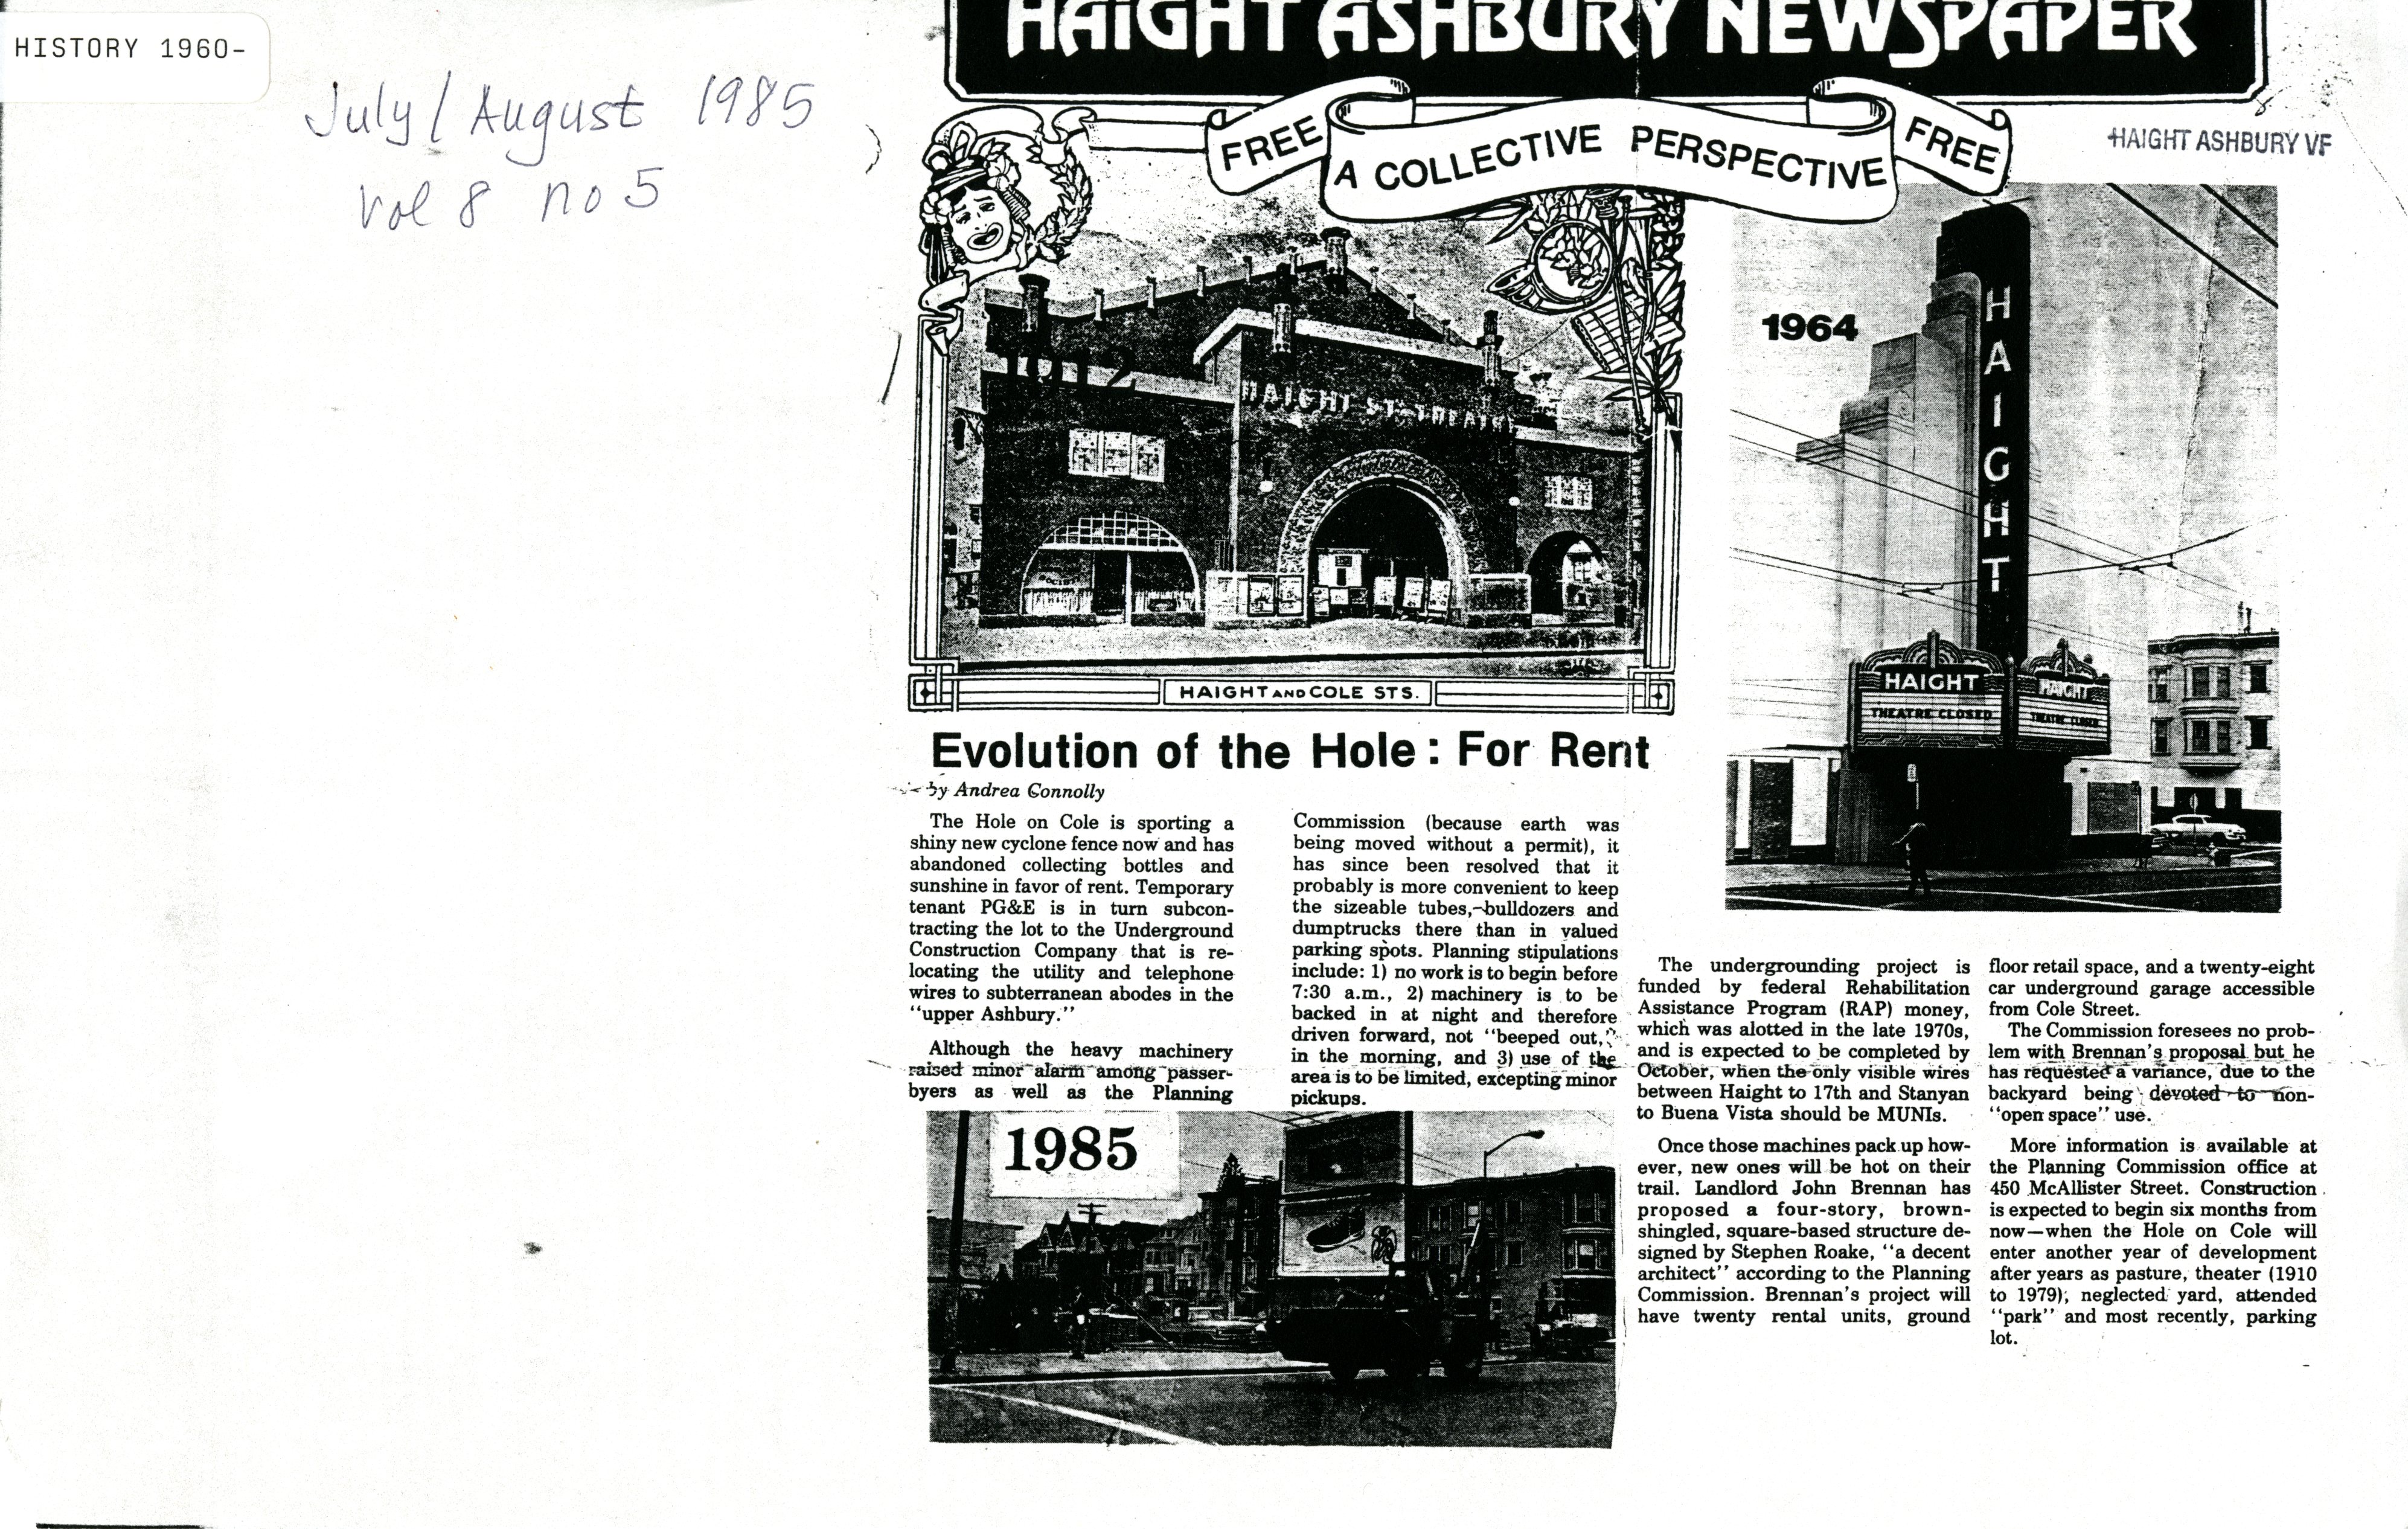 HISTORY 1960-
July / August 1985
vol 8 no 5
HAIGHT ASHBURY NEWSPAPER
FREE
A COLLECTIVE PERSPECTIVE
FREE
HAIGHT ASHBURY VF
1912
HAIGHT ST. THEATRE
SOCIETY
HAIGHT AND COLE STS.
1964
HAIGHT
HAIGHT
THEATRE CLOSED
HAIGHT
THEATRE CLOSED
Evolution of the Hole : For Rent
by Andrea Connolly
The Hole on Cole is sporting a
shiny new cyclone fence now and has
abandoned collecting bottles and
sunshine in favor of rent. Temporary
tenant PG&E is in turn subcon-
tracting the lot to the Underground
Construction Company that is re-
locating the utility and telephone
wires to subterranean abodes in the
“upper Ashbury.”
Although the heavy machinery
raised minor alarm among passer-
byers as well as the Planning
Commission (because earth was
being moved without a permit), it
has since been resolved that it
probably is more convenient to keep
the sizeable tubes, bulldozers and
dumptrucks there than in valued
parking spots. Planning stipulations
include: 1) no work is to begin before
7:30 a.m., 2) machinery is to be
backed in at night and therefore
driven forward, not “beeped out,”
in the morning, and 3) use of the
area is to be limited, excepting minor
pickups.
1985
The undergrounding project is
funded by federal Rehabilitation
Assistance Program (RAP) money,
which was alotted in the late 1970s,
and is expected to be completed by
October, when the only visible wires
between Haight to 17th and Stanyan
to Buena Vista should be MUNIs.
Once those machines pack up how-
ever, new ones will be hot on their
trail. Landlord John Brennan has
proposed a four-story, brown-
shingled, square-based structure de-
signed by Stephen Roake, “a decent
architect” according to the Planning
Commission. Brennan's project will
have twenty rental units, ground
floor retail space, and a twenty-eight
car underground garage accessible
from Cole Street.
The Commission foresees no prob-
lem with Brennan's proposal but he
has requested a variance, due to the
backyard being devoted to non-
“open space” use.
More information is available at
the Planning Commission office at
450 McAllister Street. Construction
is expected to begin six months from
now—when the Hole on Cole will
enter another year of development
after years as pasture, theater (1910
to 1979), neglected yard, attended
“park” and most recently, parking
lot.